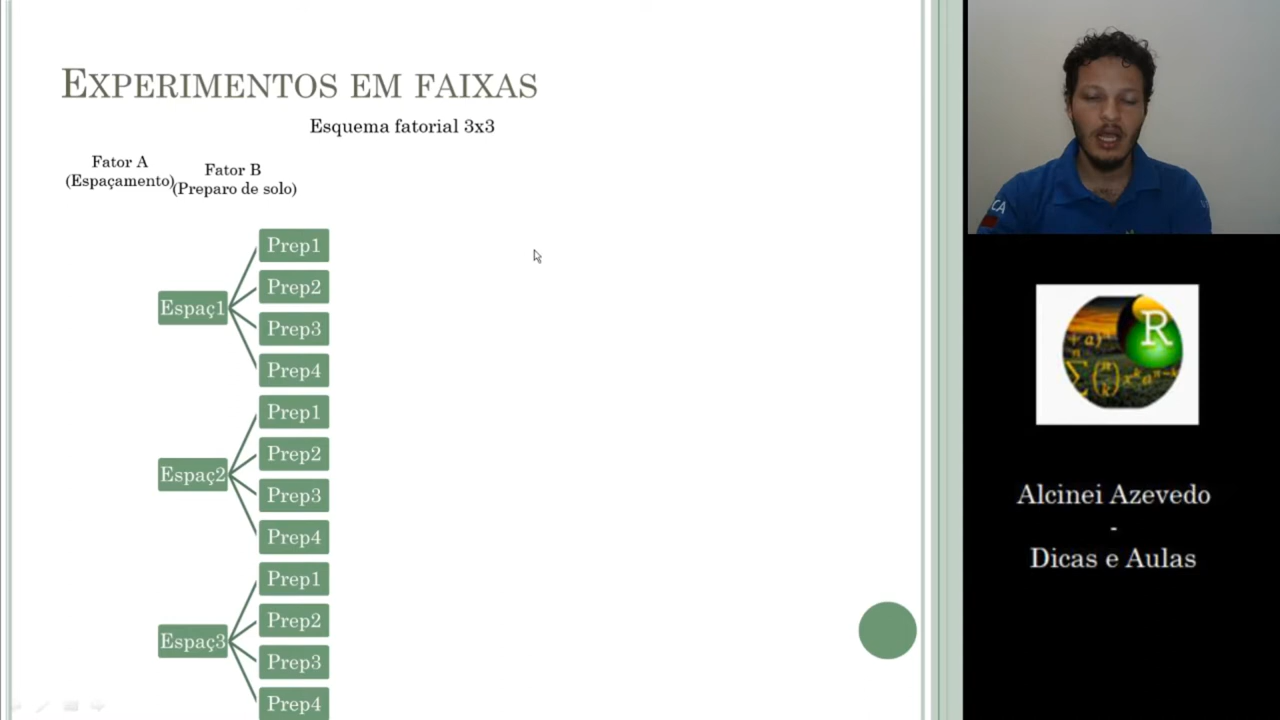 EXPERIMENTOS EM FAIXAS
Esquema fatorial 3x3
Fator A
(Espaçamento)
Fator B
(Preparo de solo)
Espaç1
Prep1
Prep2
Prep3
Prep4
Espaç2
Prep1
Prep2
Prep3
Prep4
Espaç3
Prep1
Prep2
Prep3
Prep4
CA
R
Alcinei Azevedo
-
Dicas e Aulas